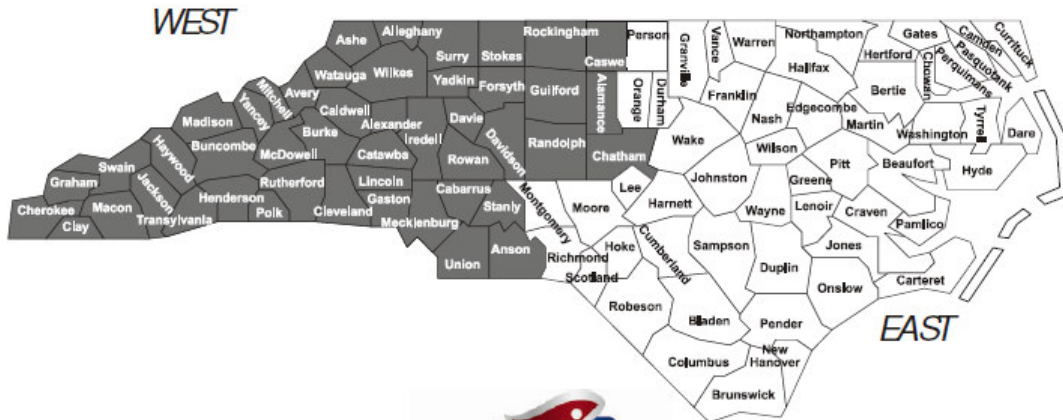 WEST
EAST
Alleghany
Ashe
Surry
Stokes
Rockingham
Caswel
Person
Granville
Vance
Warren
Northampton
Gates
Camden
Currituck
Pasquotank
Perquimans
Chowan
Hertford
Halifax
Bertie
Watauga
Wilkes
Yadkin
Forsyth
Guilford
Alamance
Orange
Durham
Franklin
Nash
Edgecombe
Martin
Washington
Tyrrell
Dare
Mitchell
Avery
Yancey
Caldwell
Alexander
Iredell
Davie
Davidson
Randolph
Chatham
Wake
Wilson
Pitt
Beaufort
Hyde
Madison
Buncombe
McDowell
Burke
Catawba
Rowan
Haywood
Swain
Graham
Jackson
Cherokee
Macon
Clay
Transylvania
Henderson
Polk
Rutherford
Cleveland
Lincoln
Gaston
Mecklenburg
Cabarrus
Stanly
Union
Anson
Montgomery
Moore
Lee
Harnett
Johnston
Greene
Wayne
Lenoir
Craven
Pamlico
Jones
Carteret
Onslow
Duplin
Sampson
Cumberland
Hoke
Richmond
Scotland
Robeson
Bladen
Pender
New
Hanover
Columbus
Brunswick